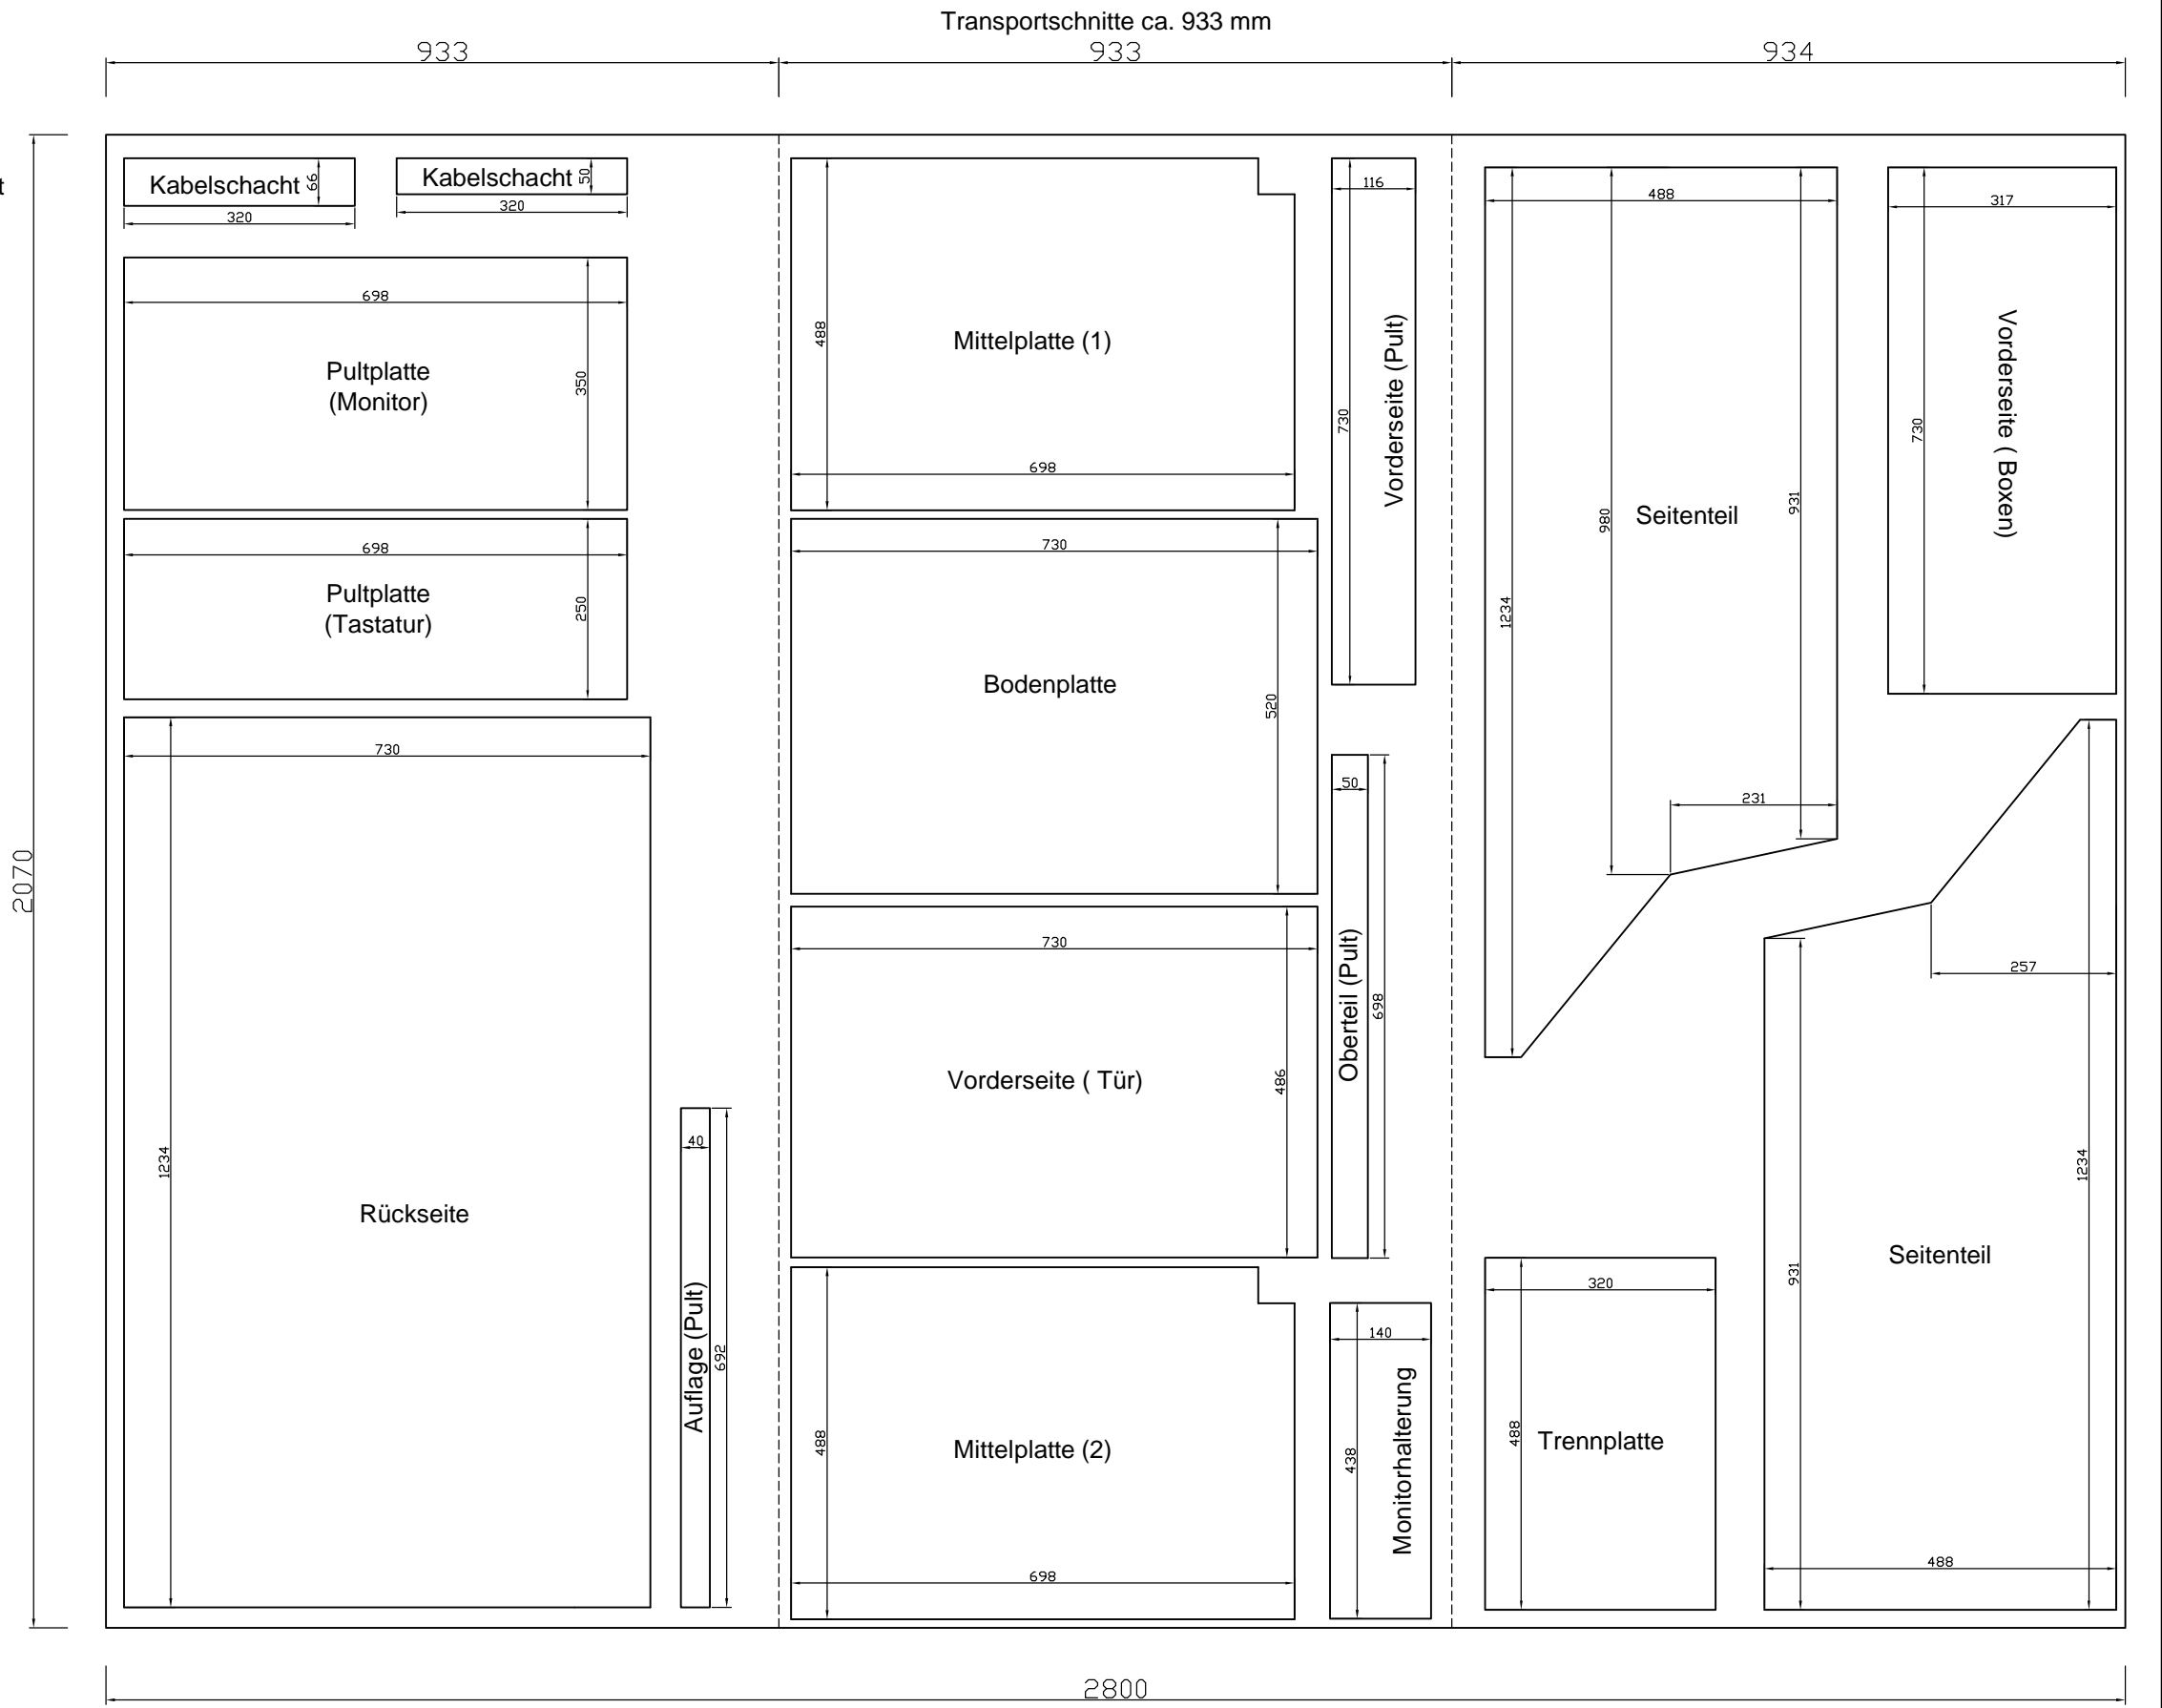 Transportschnitte ca. 933 mm
933
933
934
t
Kabelschacht
66
320
Kabelschacht
50
320
698
350
Pultplatte
(Monitor)
698
250
Pultplatte
(Tastatur)
730
1234
Rückseite
40
692
Auflage (Pult)
488
Mittelplatte (1)
698
116
730
Vorderseite (Pult)
730
520
Bodenplatte
50
698
Oberteil (Pult)
730
486
Vorderseite ( Tür)
488
Mittelplatte (2)
698
140
438
Monitorhalterung
488
980
931
1234
Seitenteil
231
317
730
Vorderseite ( Boxen)
257
1234
931
Seitenteil
488
320
488
Trennplatte
2070
2800